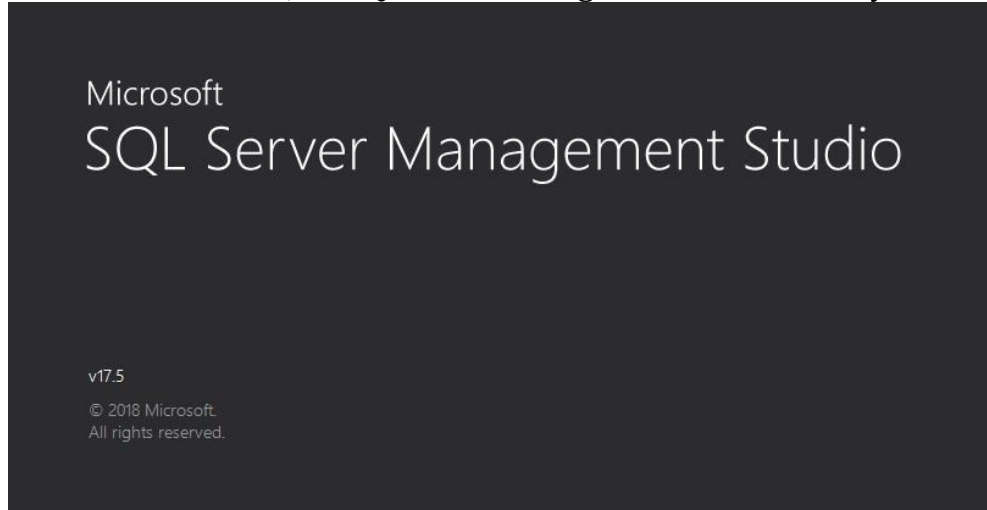 Microsoft
SQL Server Management Studio
v17.5
© 2018 Microsoft.
All rights reserved.